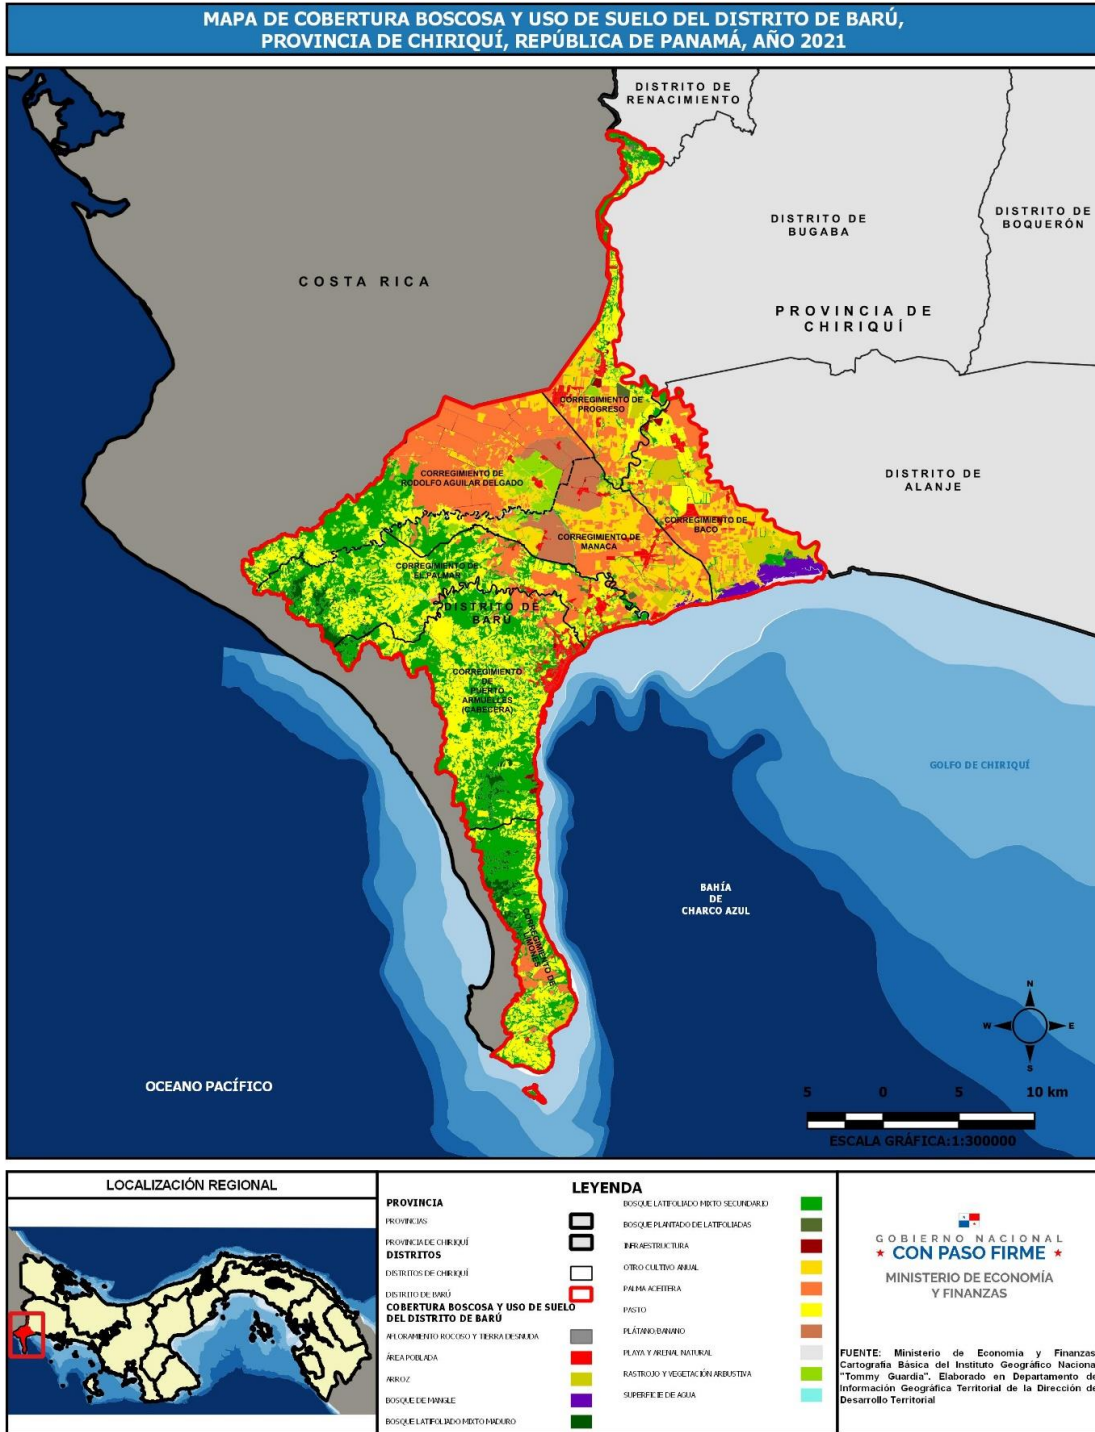 MAPA DE COBERTURA BOSCOSA Y USO DE SUELO DEL DISTRITO DE BARÚ,
PROVINCIA DE CHIRIQUÍ, REPÚBLICA DE PANAMÁ, AÑO 2021
DISTRITO DE
RENACIMIENTO
DISTRITO DE
BUGABA
DISTRITO DE
BOQUERÓN
COSTA RICA
PROVINCIA DE
CHIRIQUÍ
CORREGIMIENTO DE
PROGRESO
DISTRITO DE
ALANJE
CORREGIMIENTO DE
RODOLFO AGUILAR DELGADO
CORREGIMIENTO DE
BACO
CORREGIMIENTO DE
MANACA
CORREGIMIENTO DE
EL PALMAR
DISTRITO DE
BARÚ
CORREGIMIENTO
DE
PUERTO
ARMUELLES
(CABECERA)
GOLFO DE CHIRIQUÍ
BAHÍA
DE
CHARCO AZUL
CORREGIMIENTO DE
LIMONES
N
W E
S
OCEANO PACÍFICO
5 0 5 10 km
ESCALA GRÁFICA:1:300000
LOCALIZACIÓN REGIONAL
LEYENDA
PROVINCIA
PROVINCIAS
PROVINCIA DE CHIRIQUÍ
DISTRITOS
DISTRITOS DE CHIRIQUÍ
DISTRITO DE BARÚ
COBERTURA BOSCOSA Y USO DE SUELO
DEL DISTRITO DE BARÚ
AFLORAMIENTO ROCOSO Y TIERRA DESNUDA
ÁREA POBLADA
ARROZ
BOSQUE DE MANGLE
BOSQUE LATIFOLIADO MIXTO MADURO
BOSQUE LATIFOLIADO MIXTO SECUNDARIO
BOSQUE PLANTADO DE LATIFOLIADAS
INFRAESTRUCTURA
OTRO CULTIVO ANUAL
PALMA ACEITERA
PASTO
PLÁTANO/BANANO
PLAYA Y ARENAL NATURAL
RASTROJO Y VEGETACIÓN ARBUSTIVA
SUPERFICIE DE AGUA
GOBIERNO NACIONAL
★ CON PASO FIRME ★
MINISTERIO DE ECONOMÍA
Y FINANZAS
FUENTE: Ministerio de Economia y Finanzas
Cartografia Básica del Instituto Geográfico Naciona
"Tommy Guardia". Elaborado en Departamento de
Información Geográfica Territorial de la Dirección de
Desarrollo Territorial